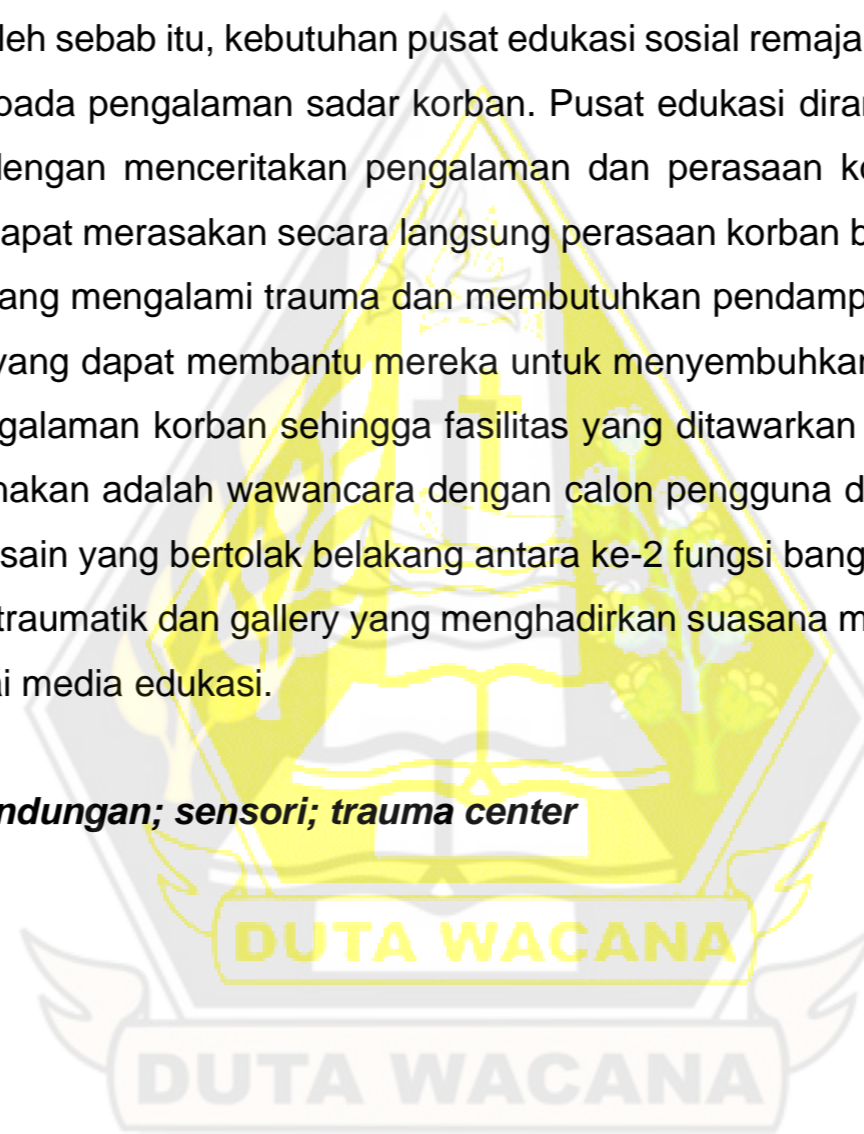 leh sebab itu, kebutuhan pusat edukasi sosial remaja
pada pengalaman sadar korban. Pusat edukasi dirar
dengan menceritakan pengalaman dan perasaan ko
apat merasakan secara langsung perasaan korban b
ang mengalami trauma dan membutuhkan pendamp
yang dapat membantu mereka untuk menyembuhkan
galaman korban sehingga fasilitas yang ditawarkan
nakan adalah wawancara dengan calon pengguna d
sain yang bertolak belakang antara ke-2 fungsi bang
traumatik dan gallery yang menghadirkan suasana m
ai media edukasi.
ndungan; sensori; trauma center
DUTA WACANA
DUTA WACANA